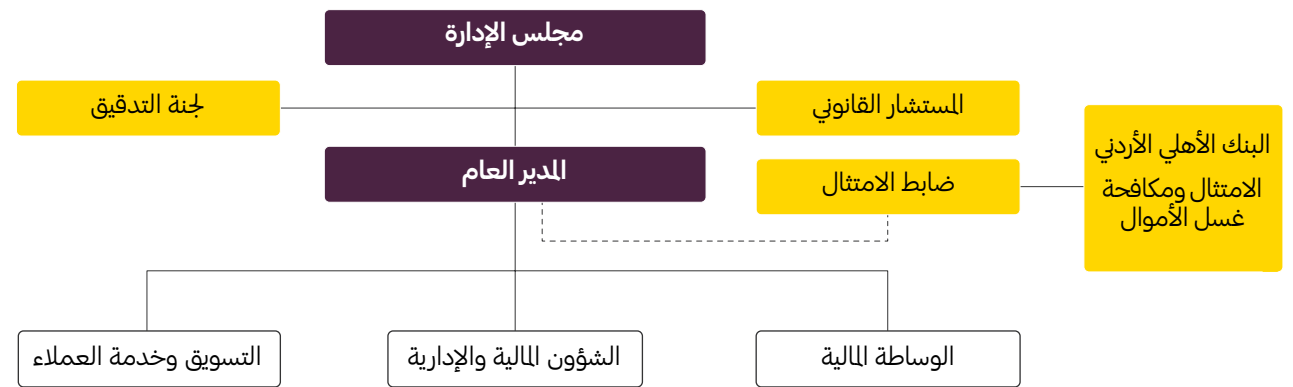 مجلس الإدارة
المستشار القانوني
لجنة التدقيق
البنك الأهلي الأردني
الامتثال ومكافحة
غسل الأموال
المدير العام
ضابط الامتثال
الوساطة المالية
الشؤون المالية والإدارية
التسويق وخدمة العملاء